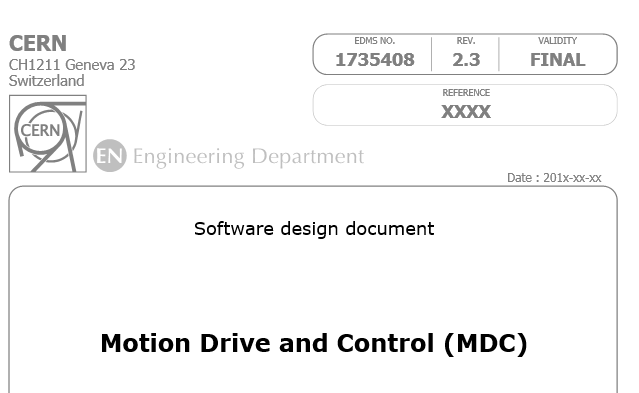 CERN
CH1211 Geneva 23
Switzerland
EDMS NO. REV. VALIDITY
1735408 2.3 FINAL
REFERENCE
XXXX
CERN
EN Engineering Department
Date : 201x-xx-xx
Software design document
Motion Drive and Control (MDC)